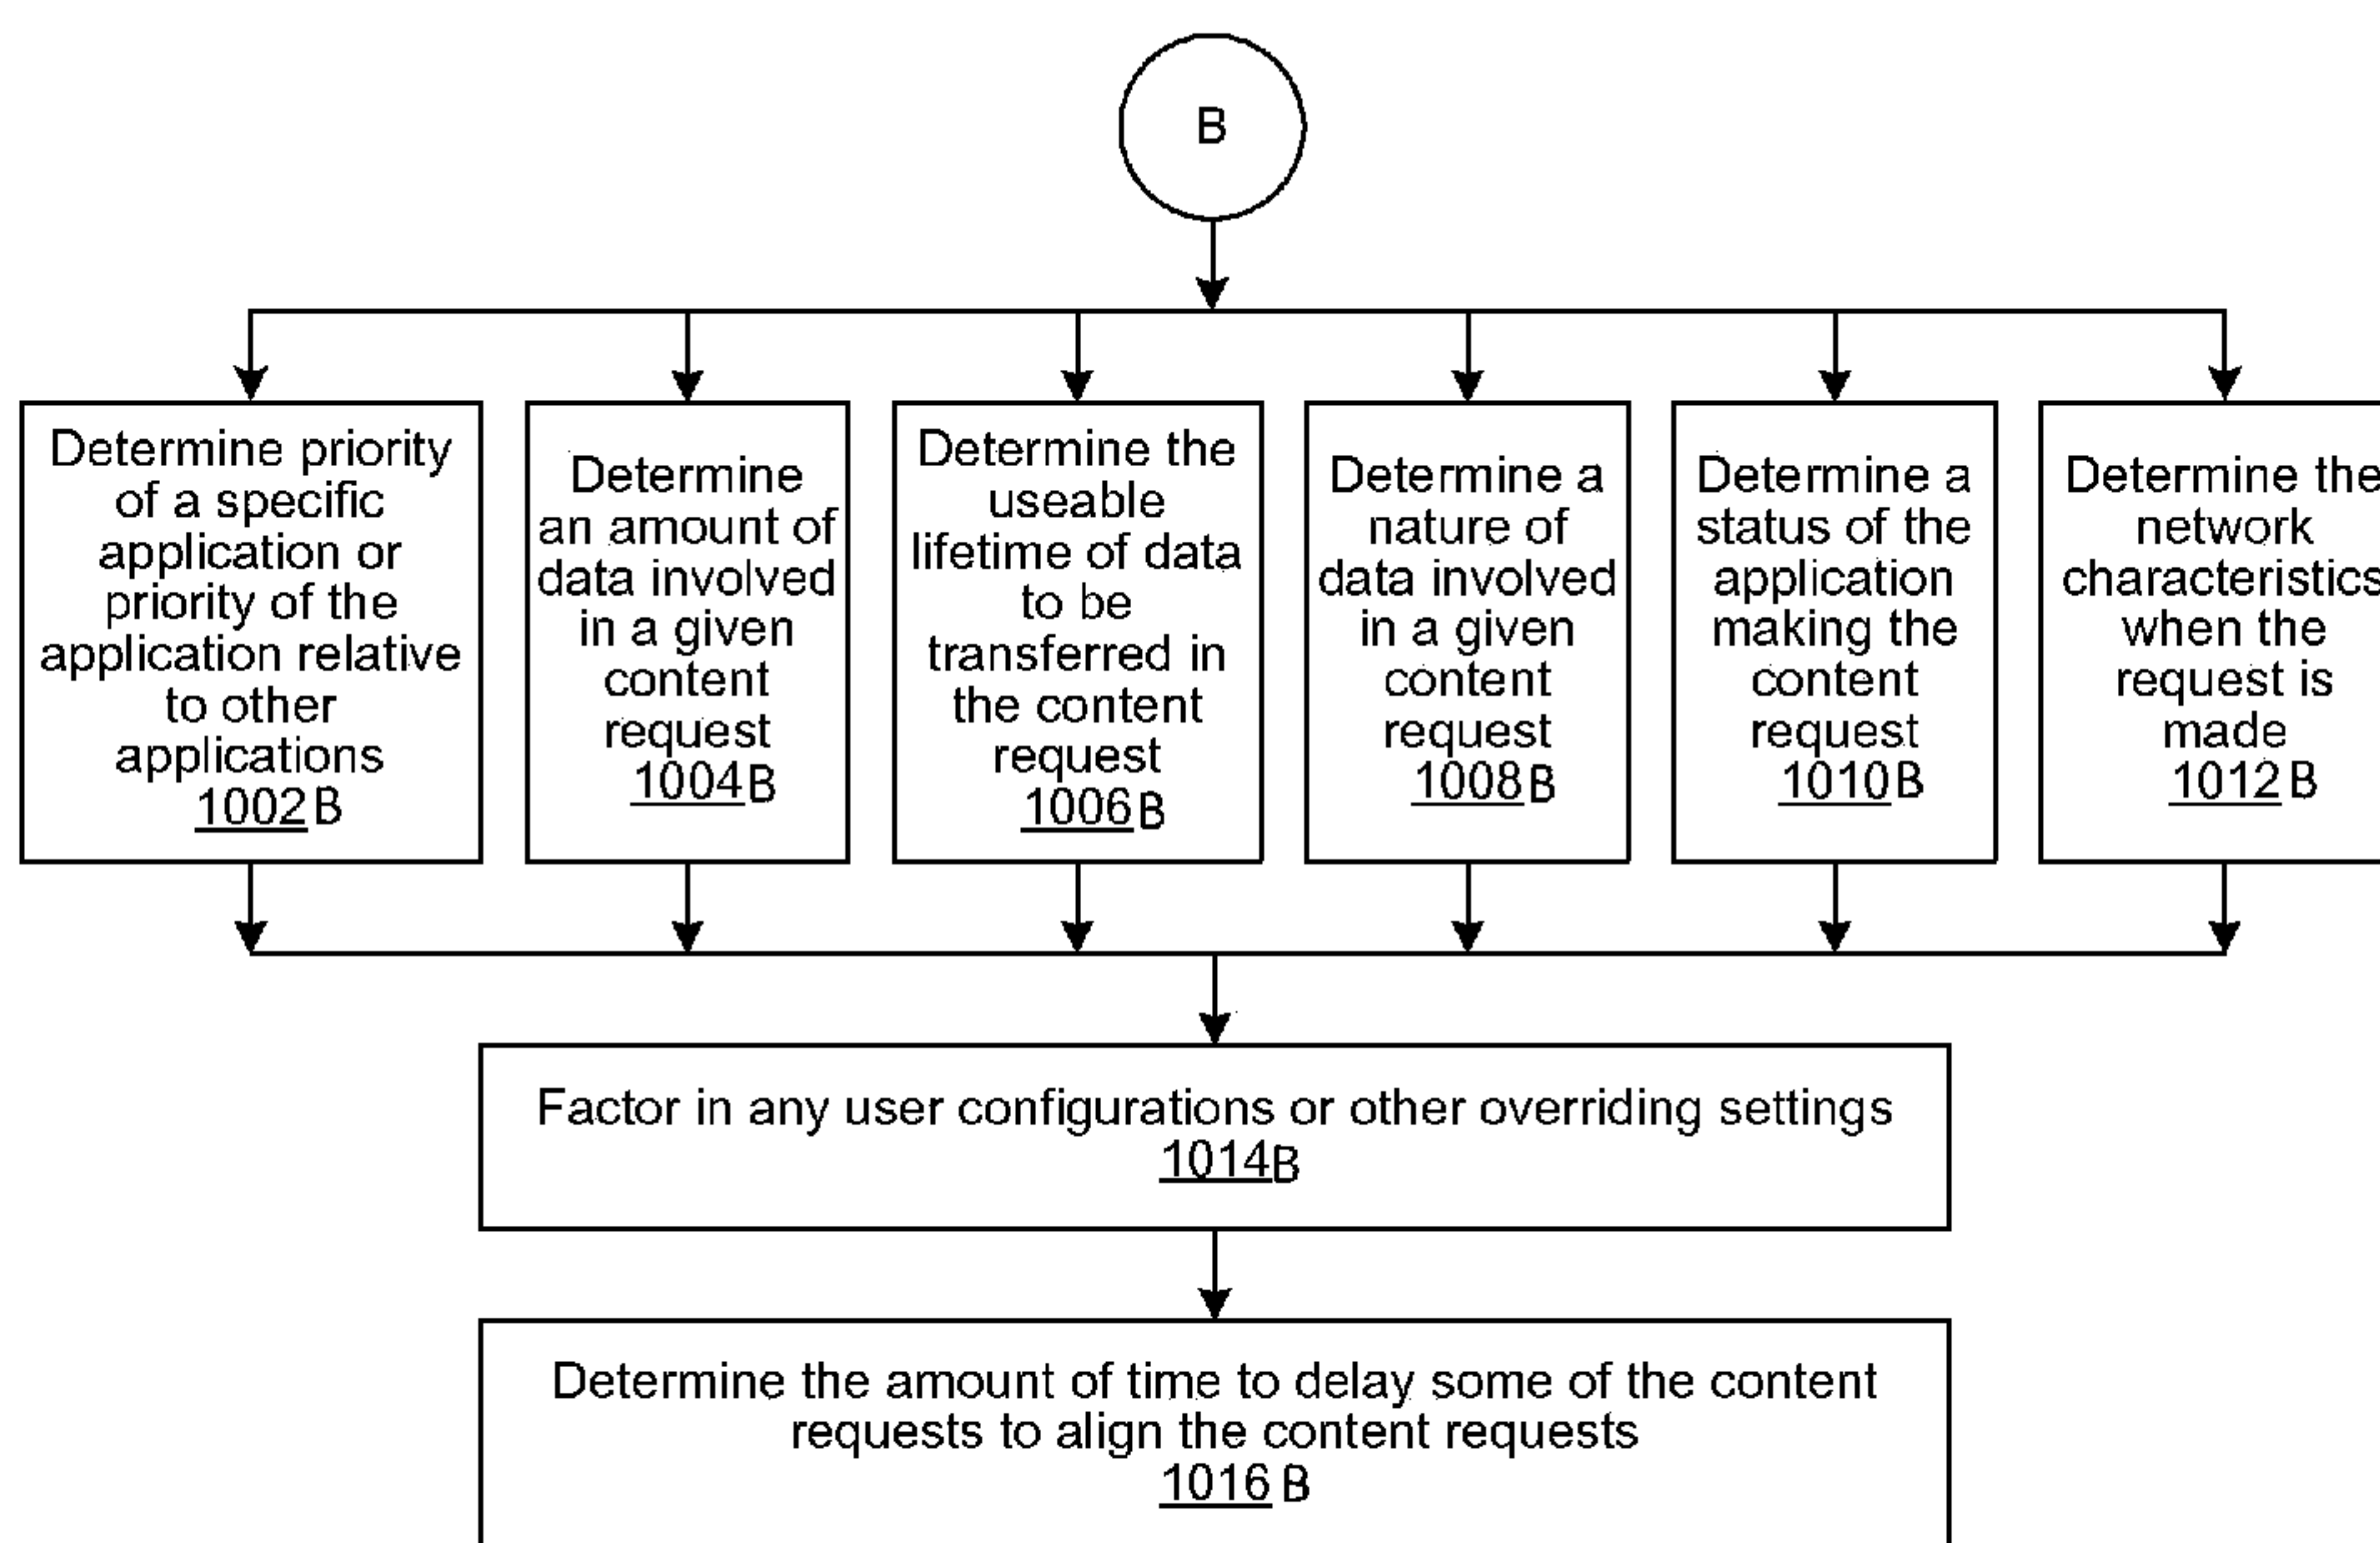 B
Determine priority
of a specific
application or
priority of the
application relative
to other
applications
1002B
Determine
an amount of
data involved
in a given
content
request
1004B
Determine the
useable
lifetime of data
to be
transferred in
the content
request
1006B
Determine a
nature of
data involved
in a given
content
request
1008B
Determine a
status of the
application
making the
content
request
1010B
Determine the
network
characteristics
when the
request is
made
1012B
Factor in any user configurations or other overriding settings
1014B
Determine the amount of time to delay some of the content
requests to align the content requests
1016B